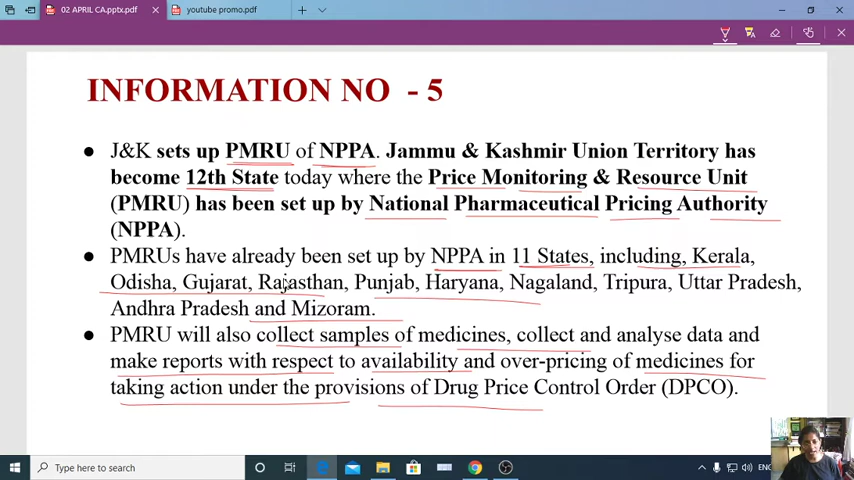 02 APRIL CA.pptx.pdf
youtube promo.pdf
INFORMATION NO - 5
● J&K sets up PMRU of NPPA. Jammu & Kashmir Union Territory has
become 12th State today where the Price Monitoring & Resource Unit
(PMRU) has been set up by National Pharmaceutical Pricing Authority
(NPPA).
● PMRUs have already been set up by NPPA in 11 States, including, Kerala,
Odisha, Gujarat, Rajasthan, Punjab, Haryana, Nagaland, Tripura, Uttar Pradesh,
Andhra Pradesh and Mizoram.
● PMRU will also collect samples of medicines, collect and analyse data and
make reports with respect to availability and over-pricing of medicines for
taking action under the provisions of Drug Price Control Order (DPCO).
Type here to search
ENG